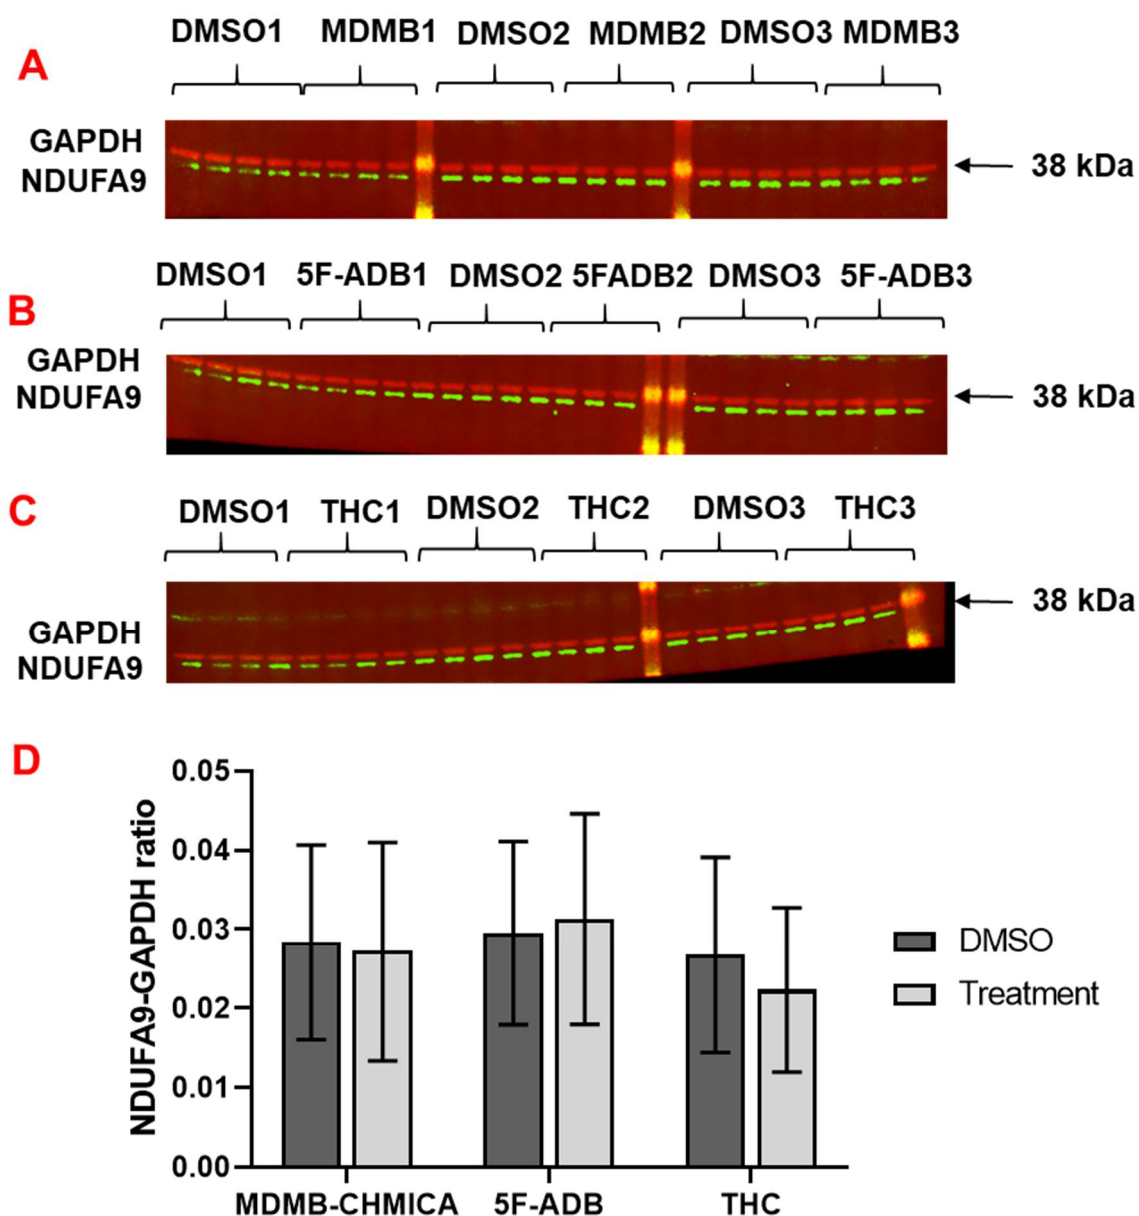 DMSO1 MDMB1 DMSO2 MDMB2 DMSO3 MDMB3
A
GAPDH
NDUFA9
38 kDa
DMSO1 5F-ADB1 DMSO2 5FADB2 DMSO3 5F-ADB3
B
GAPDH
NDUFA9
38 kDa
C
DMSO1 THC1 DMSO2 THC2 DMSO3 THC3
38 kDa
GAPDH
NDUFA9
D
NDUFA9-GAPDH ratio
0.05
0.04
0.03
0.02
0.01
0.00
MDMB-CHMICA 5F-ADB THC
DMSO
Treatment